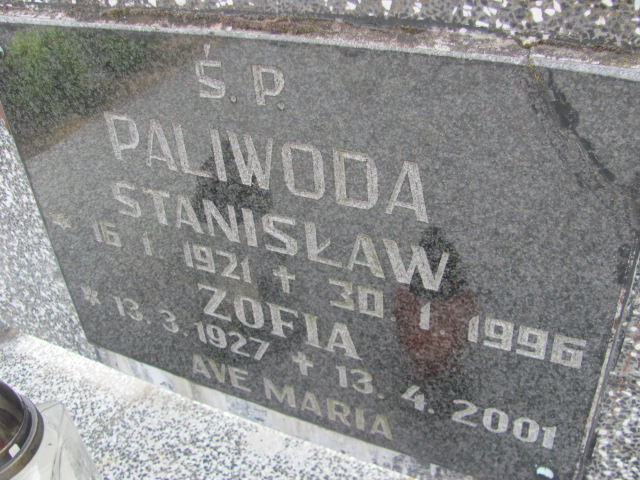 Ś. P.
PALIWODA
STANISŁAW
* 16 1. 1921 + 30 1. 1996
ZOFIA
* 13. 3. 1927 + 13. 4. 2001
AVE MARIA